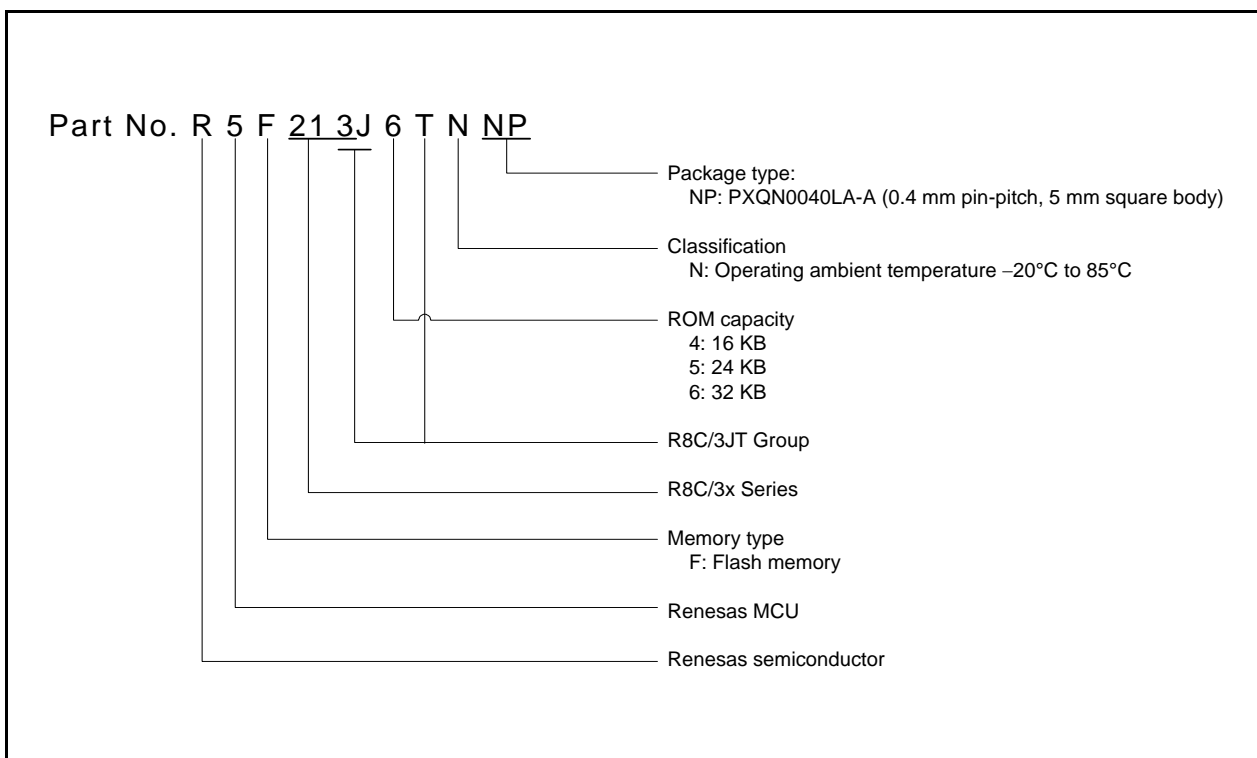 Part No. R 5 F 21 3J 6 T N NP
Package type:
NP: PXQN0040LA-A (0.4 mm pin-pitch, 5 mm square body)
Classification
N: Operating ambient temperature −20°C to 85°C
ROM capacity
4: 16 KB
5: 24 KB
6: 32 KB
R8C/3JT Group
R8C/3x Series
Memory type
F: Flash memory
Renesas MCU
Renesas semiconductor